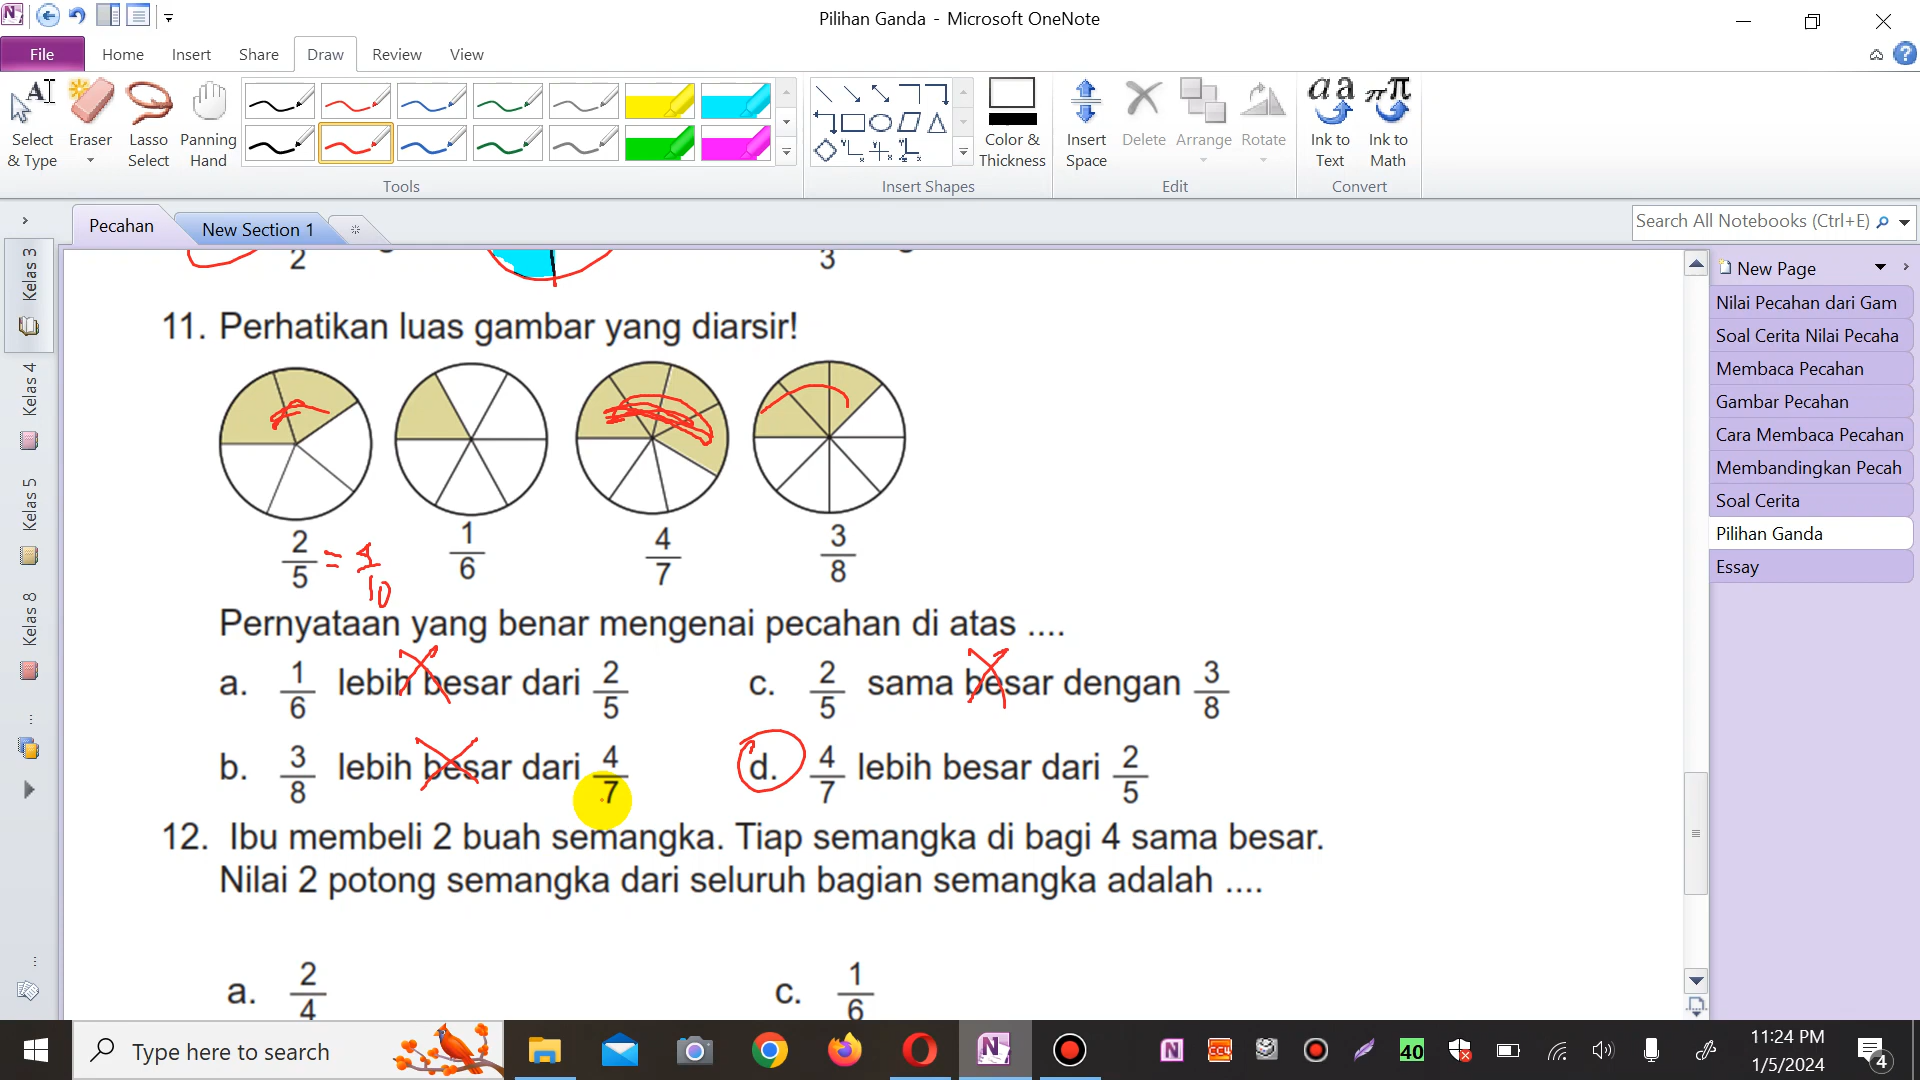 Pilihan Ganda - Microsoft OneNote
File Home Insert Share Draw Review View
Select & Type
Eraser
Lasso Select
Panning Hand
Color & Thickness
Insert Space
Delete
Arrange
Rotate
Ink to Text
Ink to Math
Tools
Insert Shapes
Edit
Convert
Pecahan
New Section 1
Search All Notebooks (Ctrl+E)
Kelas 3
Kelas 4
Kelas 5
Kelas 8
New Page
Nilai Pecahan dari Gam
Soal Cerita Nilai Pecaha
Membaca Pecahan
Gambar Pecahan
Cara Membaca Pecahan
Membandingkan Pecah
Soal Cerita
Pilihan Ganda
Essay
2
3
11. Perhatikan luas gambar yang diarsir!
2/5 = 4/10
1/6
4/7
3/8
Pernyataan yang benar mengenai pecahan di atas ....
a. 1/6 lebih besar dari 2/5
c. 2/5 sama besar dengan 3/8
b. 3/8 lebih besar dari 4/7
d. 4/7 lebih besar dari 2/5
12. Ibu membeli 2 buah semangka. Tiap semangka di bagi 4 sama besar.
Nilai 2 potong semangka dari seluruh bagian semangka adalah ....
a. 2/4
c. 1/6
Type here to search
CC4
40
11:24 PM
1/5/2024
4